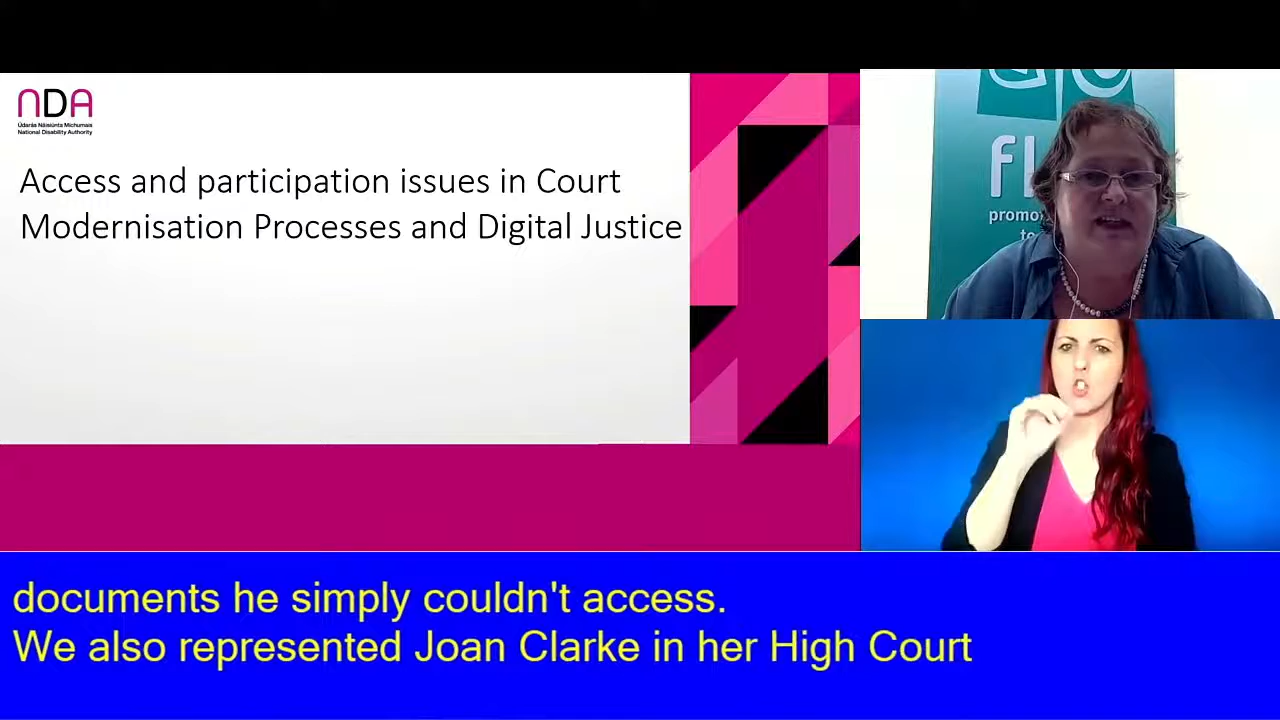 NDA
Údarás Náisiúnta Míchumais
National Disability Authority
Access and participation issues in Court
Modernisation Processes and Digital Justice
fl
promo
to
documents he simply couldn't access.
We also represented Joan Clarke in her High Court